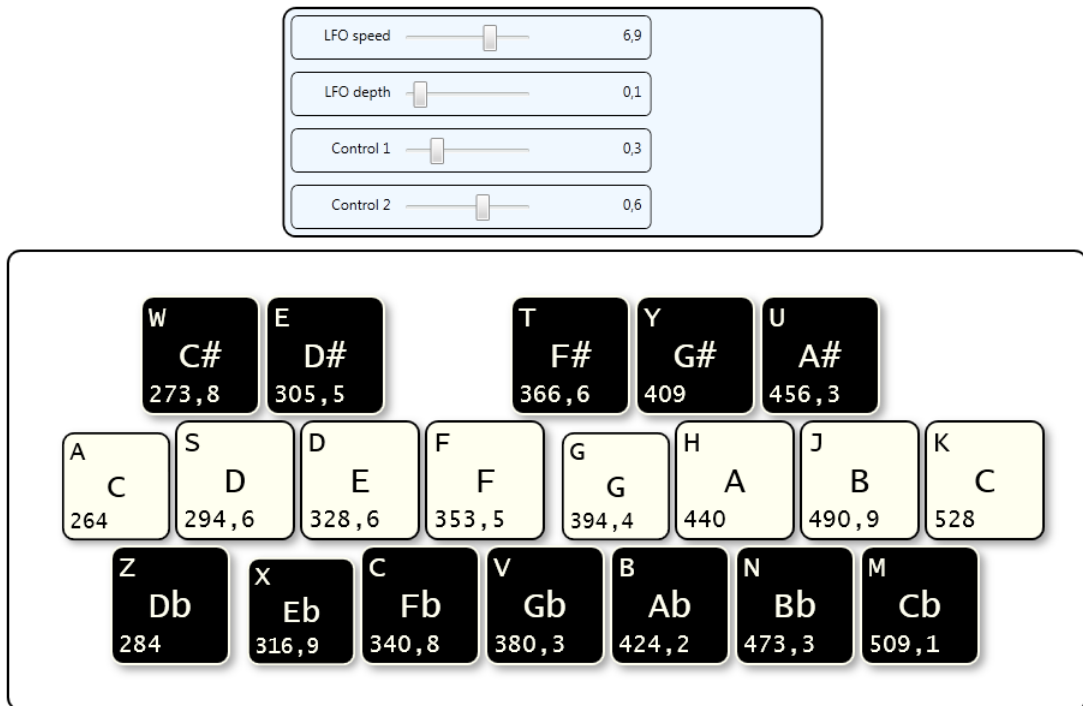 LFO speed 6,9
LFO depth 0,1
Control 1 0,3
Control 2 0,6
W E T Y U
C# D# F# G# A#
273,8 305,5 366,6 409 456,3
A S D F G H J K
C D E F G A B C
264 294,6 328,6 353,5 394,4 440 490,9 528
Z X C V B N M
Db Eb Fb Gb Ab Bb Cb
284 316,9 340,8 380,3 424,2 473,3 509,1